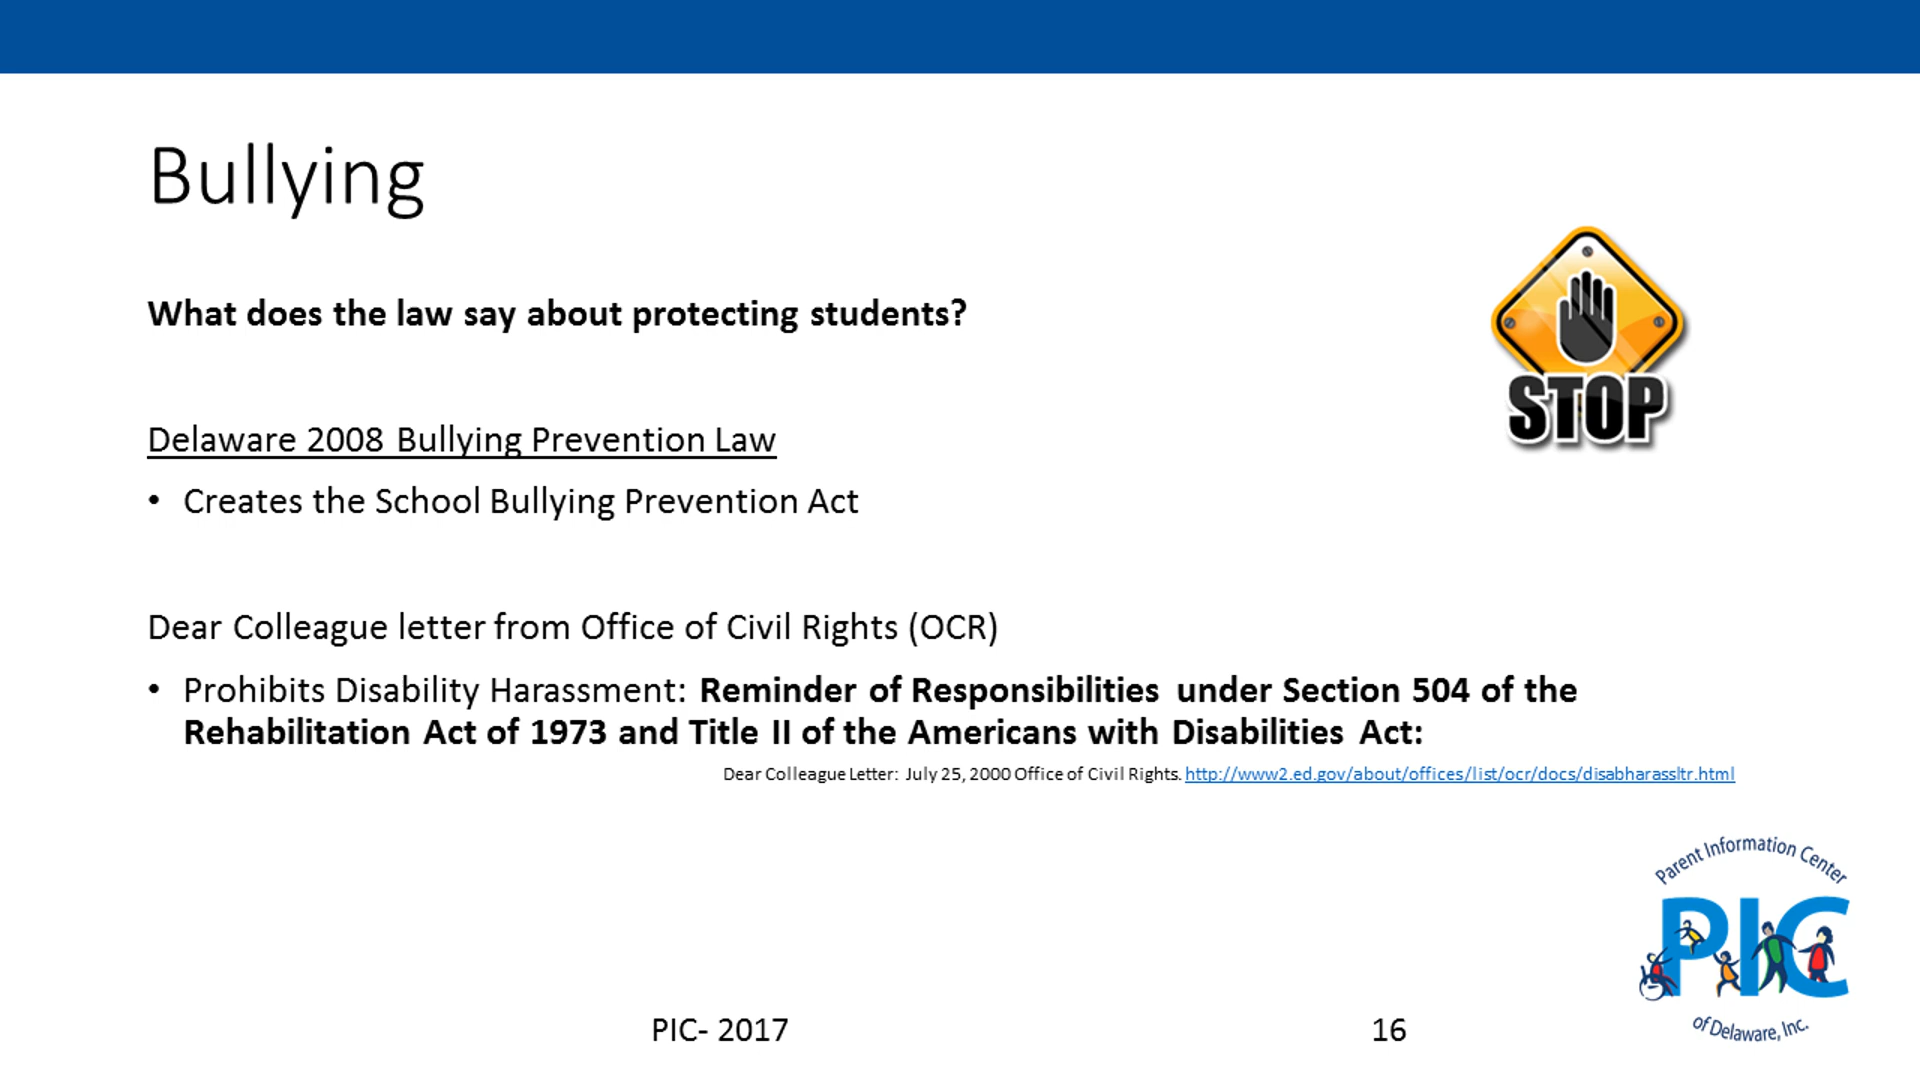 Bullying
What does the law say about protecting students?
STOP
Delaware 2008 Bullying Prevention Law
• Creates the School Bullying Prevention Act
Dear Colleague letter from Office of Civil Rights (OCR)
• Prohibits Disability Harassment: Reminder of Responsibilities under Section 504 of the
Rehabilitation Act of 1973 and Title II of the Americans with Disabilities Act:
Dear Colleague Letter: July 25, 2000 Office of Civil Rights. http://www2.ed.gov/about/offices/list/ocr/docs/disabharassltr.html
Parent Information Center
PIC
of Delaware, Inc.
PIC- 2017
16